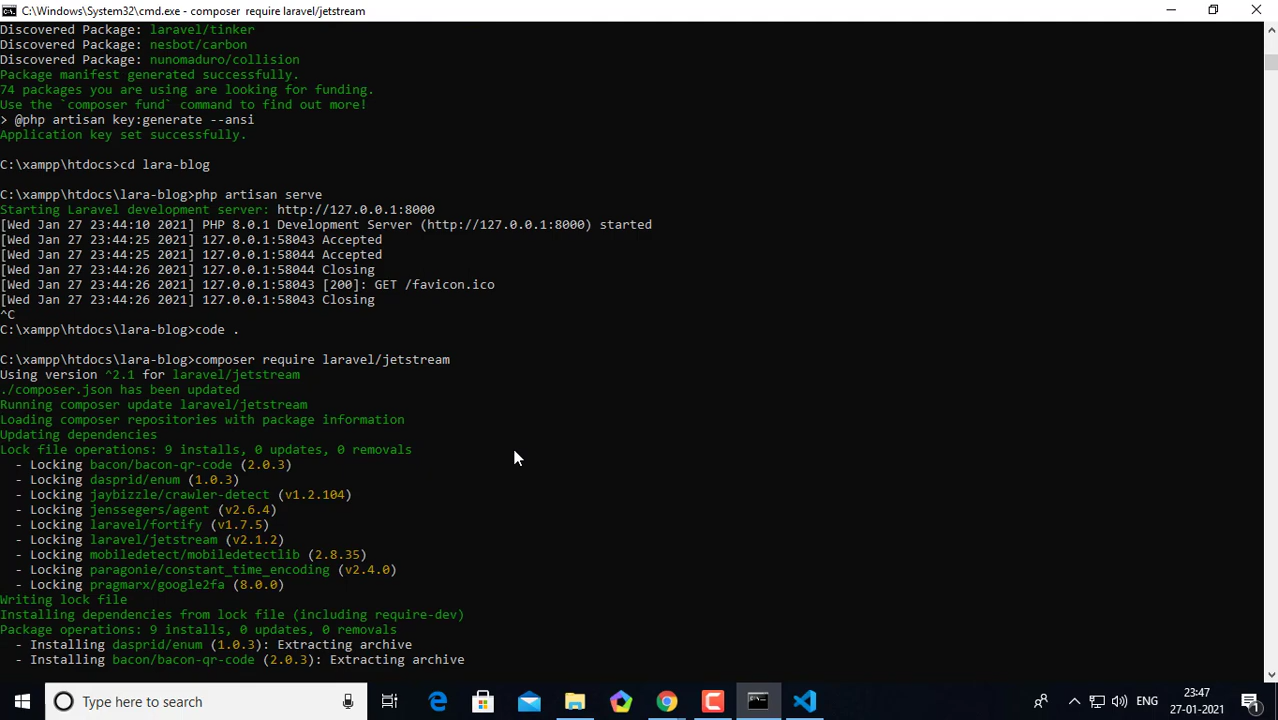 C:\Windows\System32\cmd.exe - composer require laravel/jetstream
Discovered Package: laravel/tinker
Discovered Package: nesbot/carbon
Discovered Package: nunomaduro/collision
Package manifest generated successfully.
74 packages you are using are looking for funding.
Use the `composer fund` command to find out more!
> @php artisan key:generate --ansi
Application key set successfully.
C:\xampp\htdocs>cd lara-blog
C:\xampp\htdocs\lara-blog>php artisan serve
Starting Laravel development server: http://127.0.0.1:8000
[Wed Jan 27 23:44:10 2021] PHP 8.0.1 Development Server (http://127.0.0.1:8000) started
[Wed Jan 27 23:44:25 2021] 127.0.0.1:58043 Accepted
[Wed Jan 27 23:44:25 2021] 127.0.0.1:58044 Accepted
[Wed Jan 27 23:44:26 2021] 127.0.0.1:58044 Closing
[Wed Jan 27 23:44:26 2021] 127.0.0.1:58043 [200]: GET /favicon.ico
[Wed Jan 27 23:44:26 2021] 127.0.0.1:58043 Closing
^C
C:\xampp\htdocs\lara-blog>code .
C:\xampp\htdocs\lara-blog>composer require laravel/jetstream
Using version ^2.1 for laravel/jetstream
./composer.json has been updated
Running composer update laravel/jetstream
Loading composer repositories with package information
Updating dependencies
Lock file operations: 9 installs, 0 updates, 0 removals
- Locking bacon/bacon-qr-code (2.0.3)
- Locking dasprid/enum (1.0.3)
- Locking jaybizzle/crawler-detect (v1.2.104)
- Locking jenssegers/agent (v2.6.4)
- Locking laravel/fortify (v1.7.5)
- Locking laravel/jetstream (v2.1.2)
- Locking mobiledetect/mobiledetectlib (2.8.35)
- Locking paragonie/constant_time_encoding (v2.4.0)
- Locking pragmarx/google2fa (8.0.0)
Writing lock file
Installing dependencies from lock file (including require-dev)
Package operations: 9 installs, 0 updates, 0 removals
- Installing dasprid/enum (1.0.3): Extracting archive
- Installing bacon/bacon-qr-code (2.0.3): Extracting archive
Type here to search
ENG
23:47
27-01-2021
1